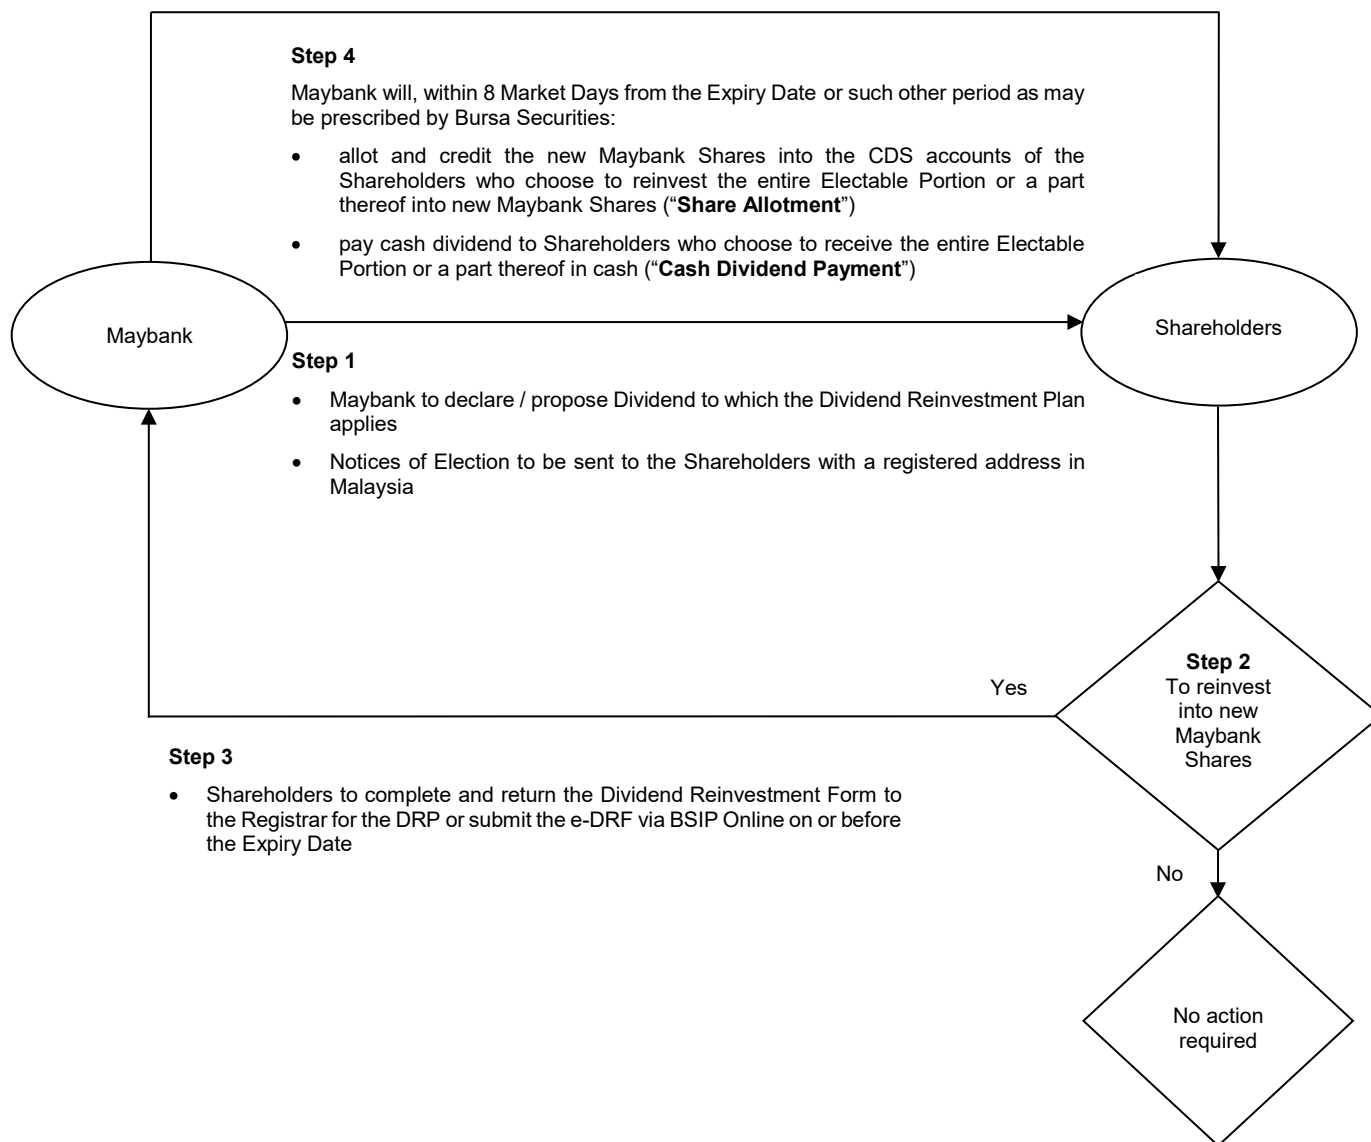 Step 4
Maybank will, within 8 Market Days from the Expiry Date or such other period as may
be prescribed by Bursa Securities:
• allot and credit the new Maybank Shares into the CDS accounts of the
Shareholders who choose to reinvest the entire Electable Portion or a part
thereof into new Maybank Shares (“Share Allotment”)
• pay cash dividend to Shareholders who choose to receive the entire Electable
Portion or a part thereof in cash (“Cash Dividend Payment”)
Maybank
Shareholders
Step 1
• Maybank to declare / propose Dividend to which the Dividend Reinvestment Plan
applies
• Notices of Election to be sent to the Shareholders with a registered address in
Malaysia
Step 2
To reinvest
into new
Maybank
Shares
Yes
Step 3
• Shareholders to complete and return the Dividend Reinvestment Form to
the Registrar for the DRP or submit the e-DRF via BSIP Online on or before
the Expiry Date
No
No action
required